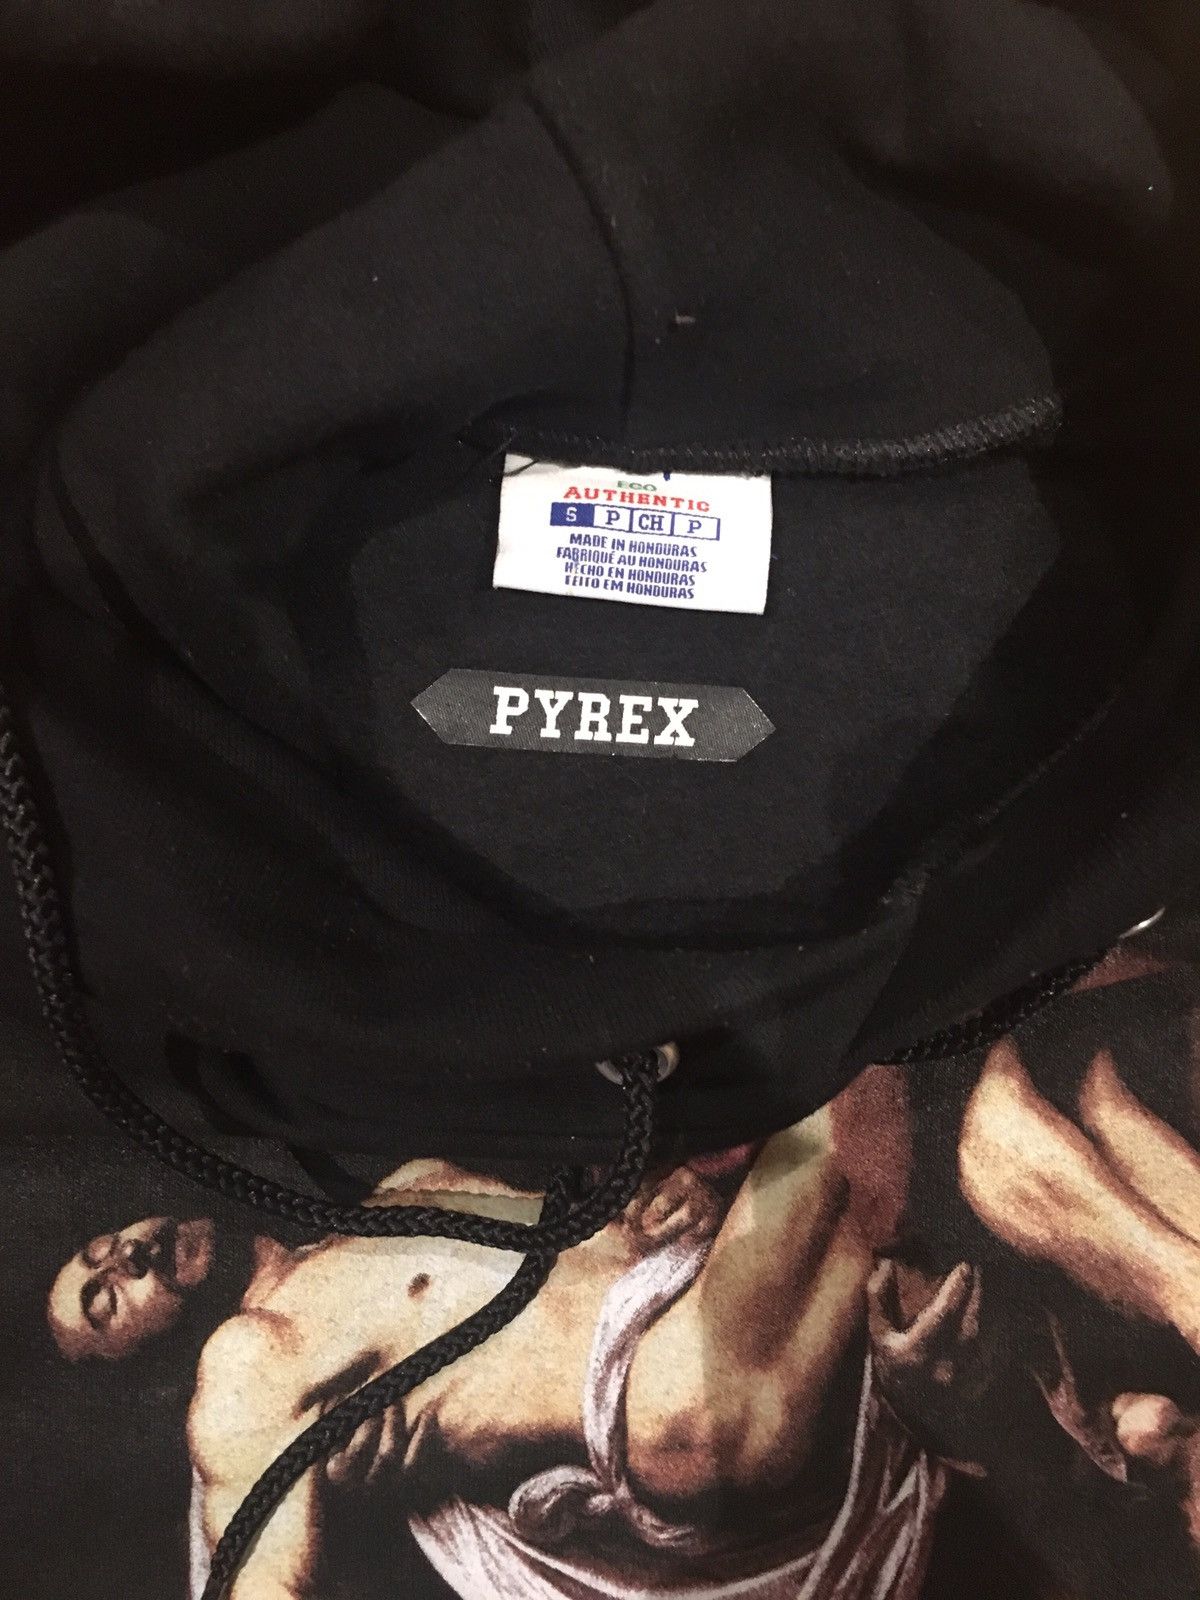 ECO
AUTHENTIC
S P CH P
MADE IN HONDURAS
FABRIQUÉ AU HONDURAS
HECHO EN HONDURAS
FEITO EM HONDURAS
PYREX